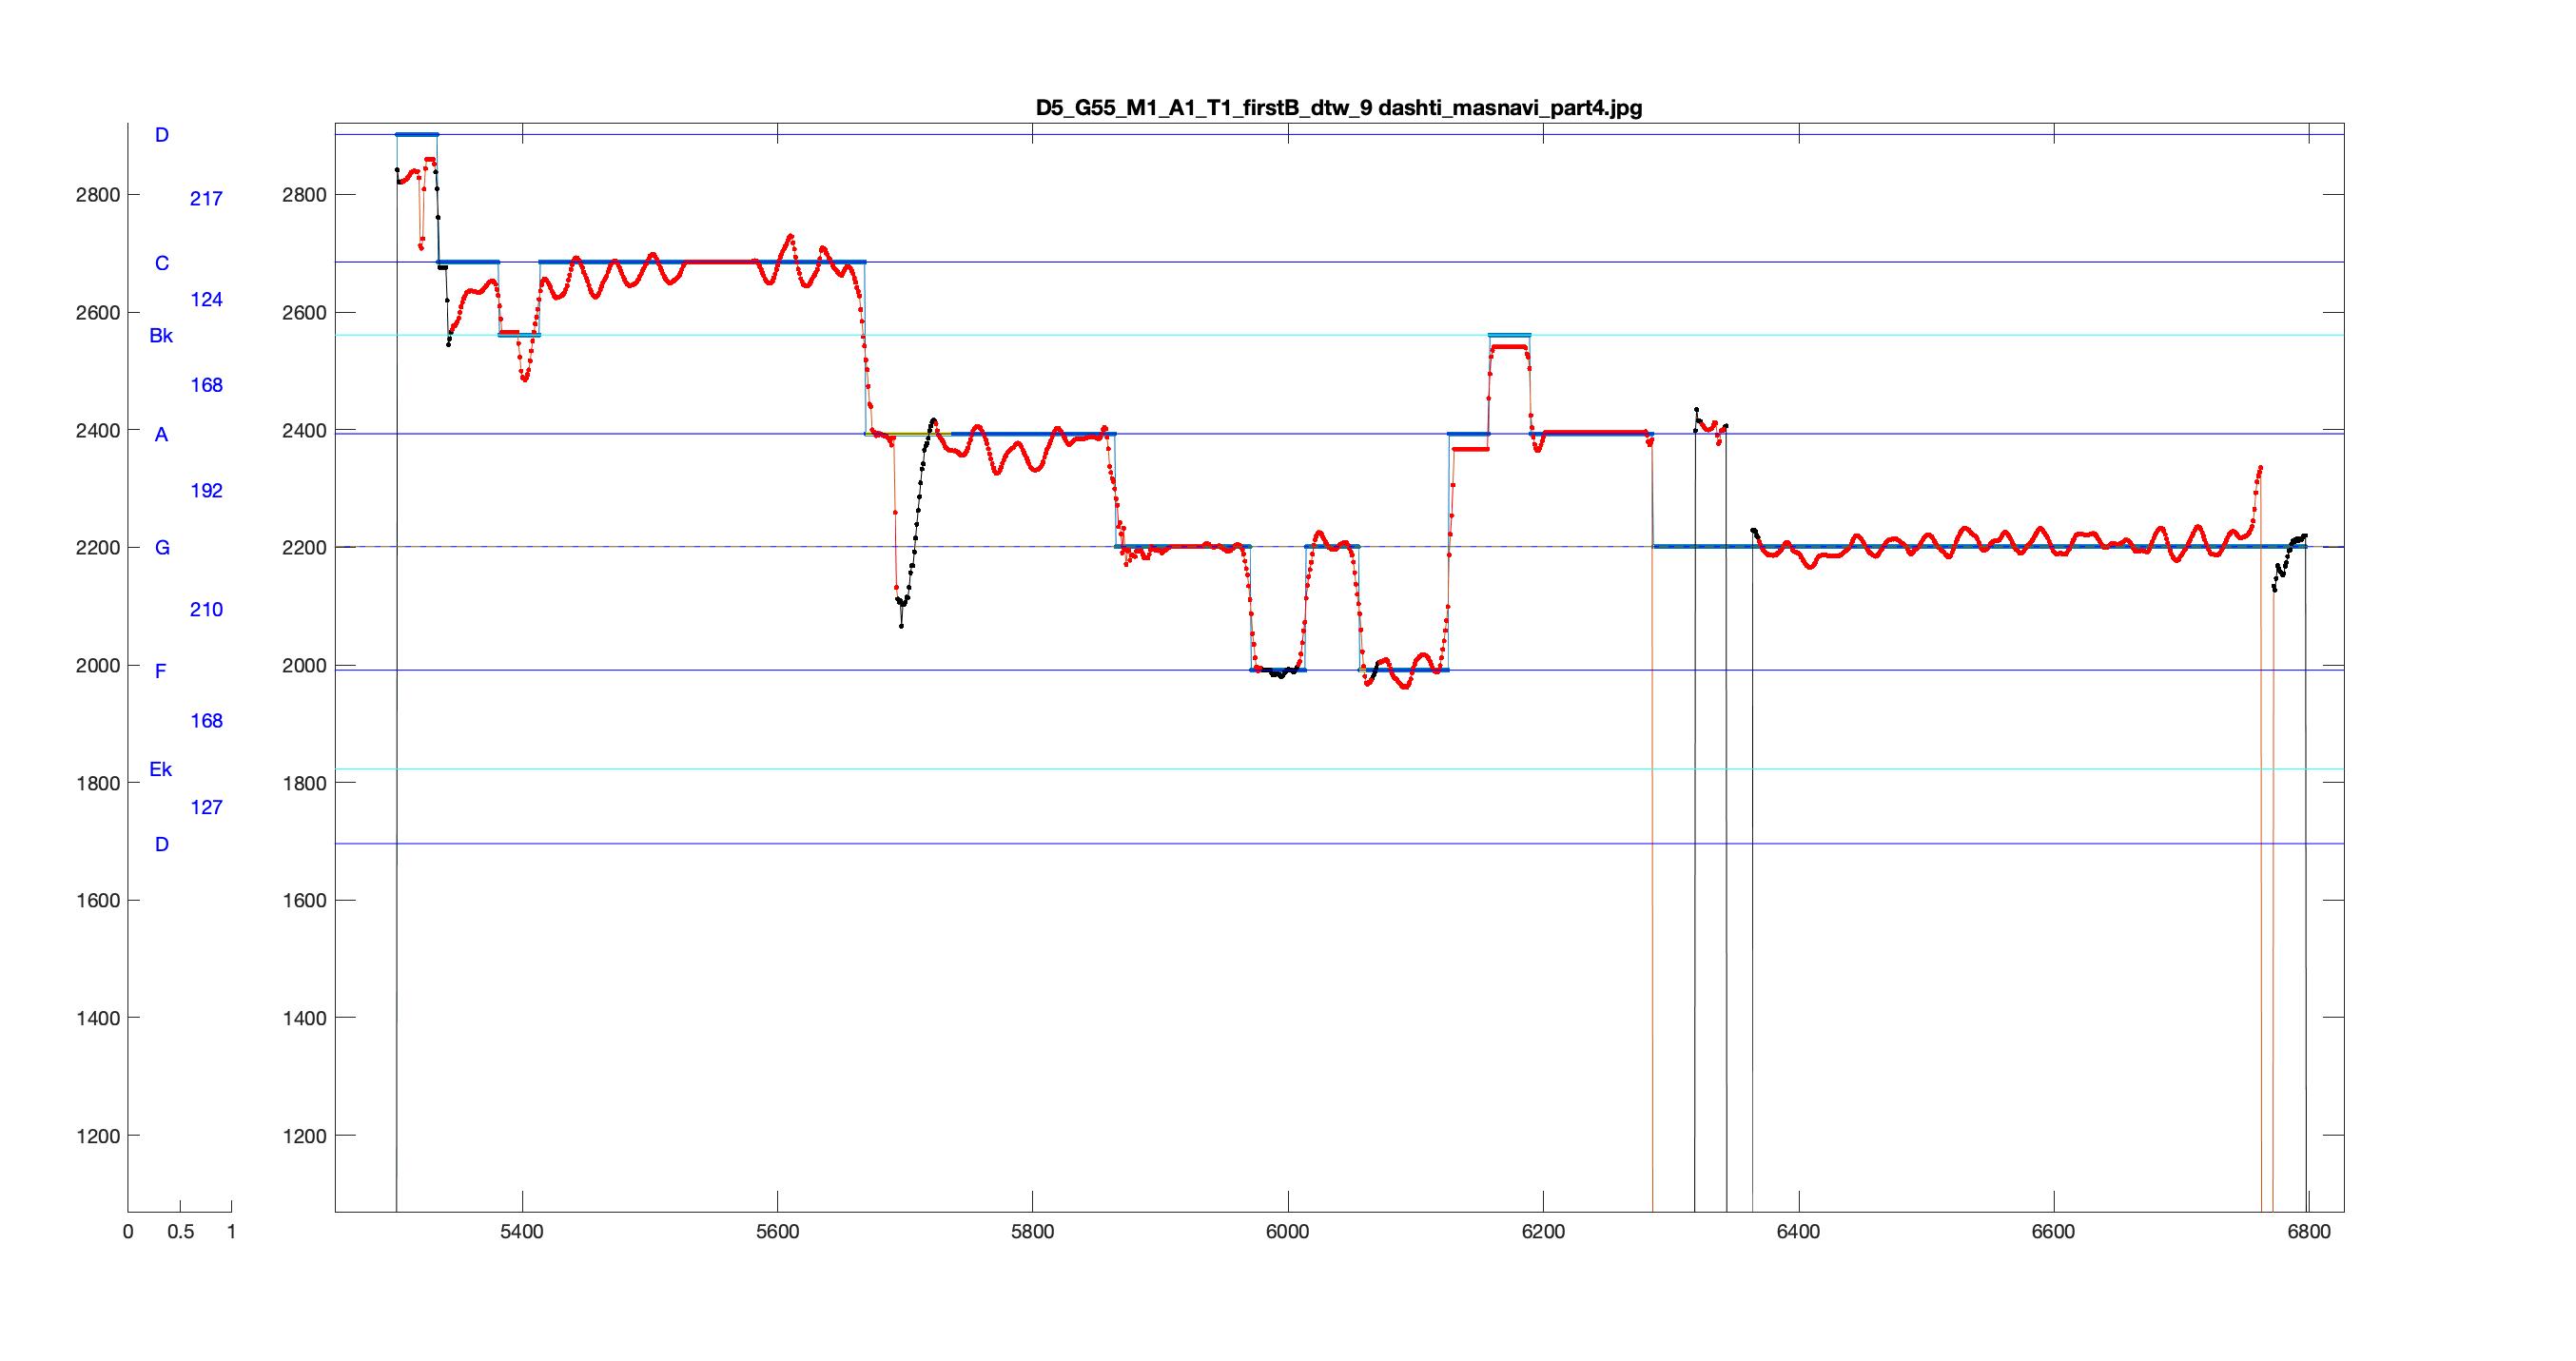 D5_G55_M1_A1_T1_firstB_dtw_9 dashti_masnavi_part4.jpg
D
2800 217 2800
C
124
2600 2600
Bk
168
2400 A 2400
192
2200 G 2200
210
2000 F 2000
168
1800 Ek 1800
127
D
1600 1600
1400 1400
1200 1200
0 0.5 1 5400 5600 5800 6000 6200 6400 6600 6800